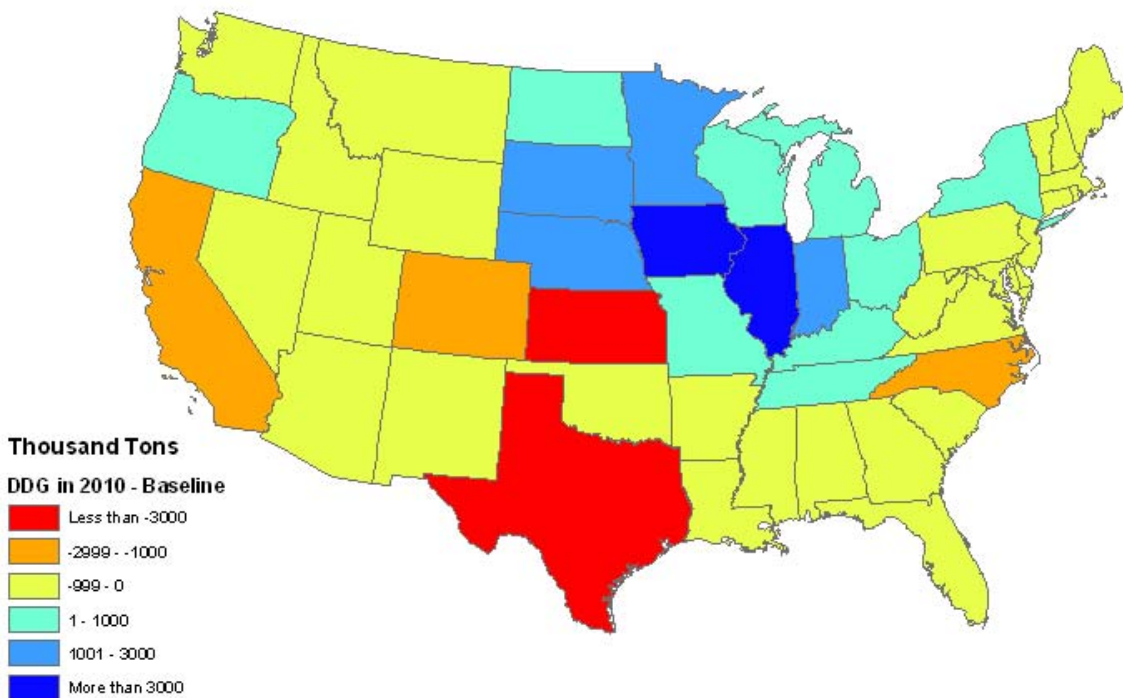 Thousand Tons
DDG in 2010 - Baseline
Less than -3000
-2999 - -1000
-999 - 0
1 - 1000
1001 - 3000
More than 3000